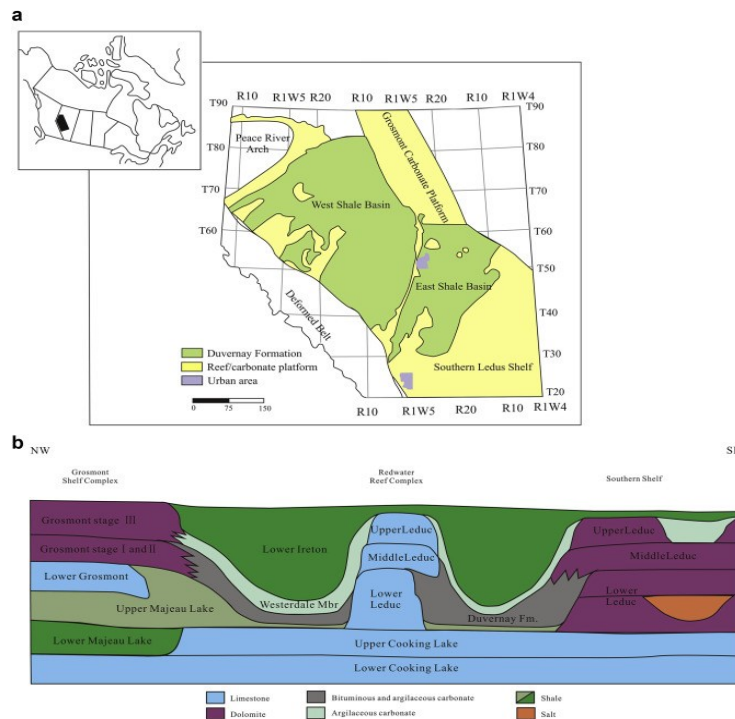 a
R10 R1W5 R20 R10 R1W5 R20 R10 R1W4
T90 T90
T80 T80
T70 T70
T60 T60
T50
T40
T30
T20
Peace River
Arch
Grosmont Carbonate Platform
West Shale Basin
East Shale Basin
Deformed Belt
Southern Ledus Shelf
Duvernay Formation
Reef/carbonate platform
Urban area
0 75 150
R10 R1W5 R20 R10 R1W4
b
NW
Grosmont
Shelf Complex
Redwater
Reef Complex
Southern Shelf
Grosmont stage III
Grosmont stage I and II
Lower Grosmont
Upper Majeau Lake
Lower Majeau Lake
Lower Ireton
Westerdale Mbr
UpperLeduc
MiddleLeduc
Lower
Leduc
Duvernay Fm.
UpperLeduc
MiddleLeduc
Lower
Leduc
Upper Cooking Lake
Lower Cooking Lake
Limestone
Dolomite
Bituminous and argilaceous carbonate
Argilaceous carbonate
Shale
Salt